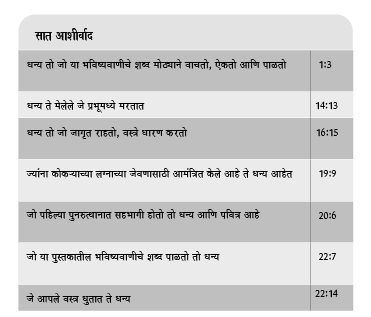 सात आशीर्वाद
धन्य तो जो या भविष्यवाणीचे शब्द मोठ्याने वाचतो, ऐकतो आणि पाळतो 1:3
धन्य ते मेलेले जे प्रभूमध्ये मरतात 14:13
धन्य तो जो जागृत राहतो, वस्त्रे धारण करतो 16:15
ज्यांना कोकऱ्याच्या लग्नाच्या जेवणासाठी आमंत्रित केले आहे ते धन्य आहेत 19:9
जो पहिल्या पुनरुत्थानात सहभागी होतो तो धन्य आणि पवित्र आहे 20:6
जो या पुस्तकातील भविष्यवाणीचे शब्द पाळतो तो धन्य 22:7
जे आपले वस्त्र धुतात ते धन्य 22:14